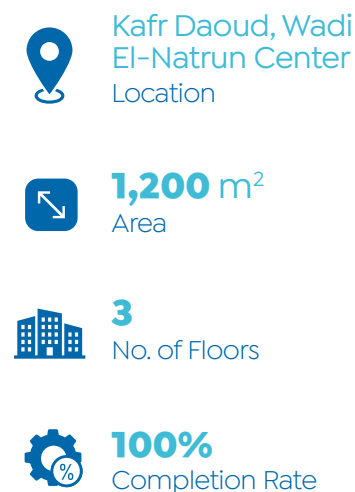 Kafr Daoud, Wadi
El-Natrun Center
Location
1,200 m²
Area
3
No. of Floors
%
100%
Completion Rate